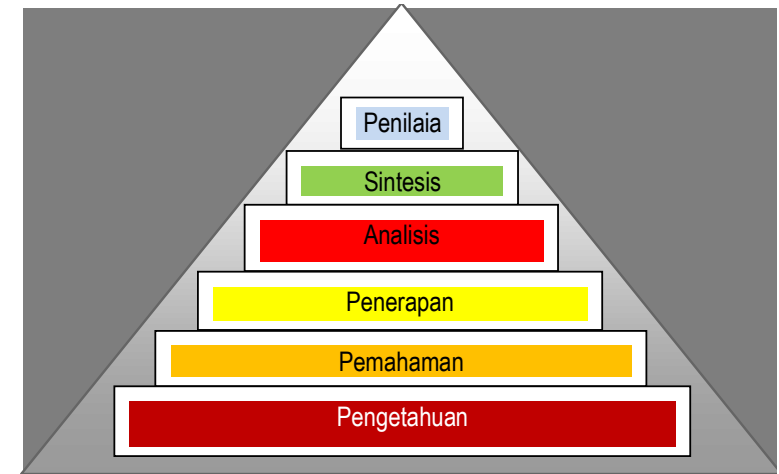 Penilaia
Sintesis
Analisis
Penerapan
Pemahaman
Pengetahuan